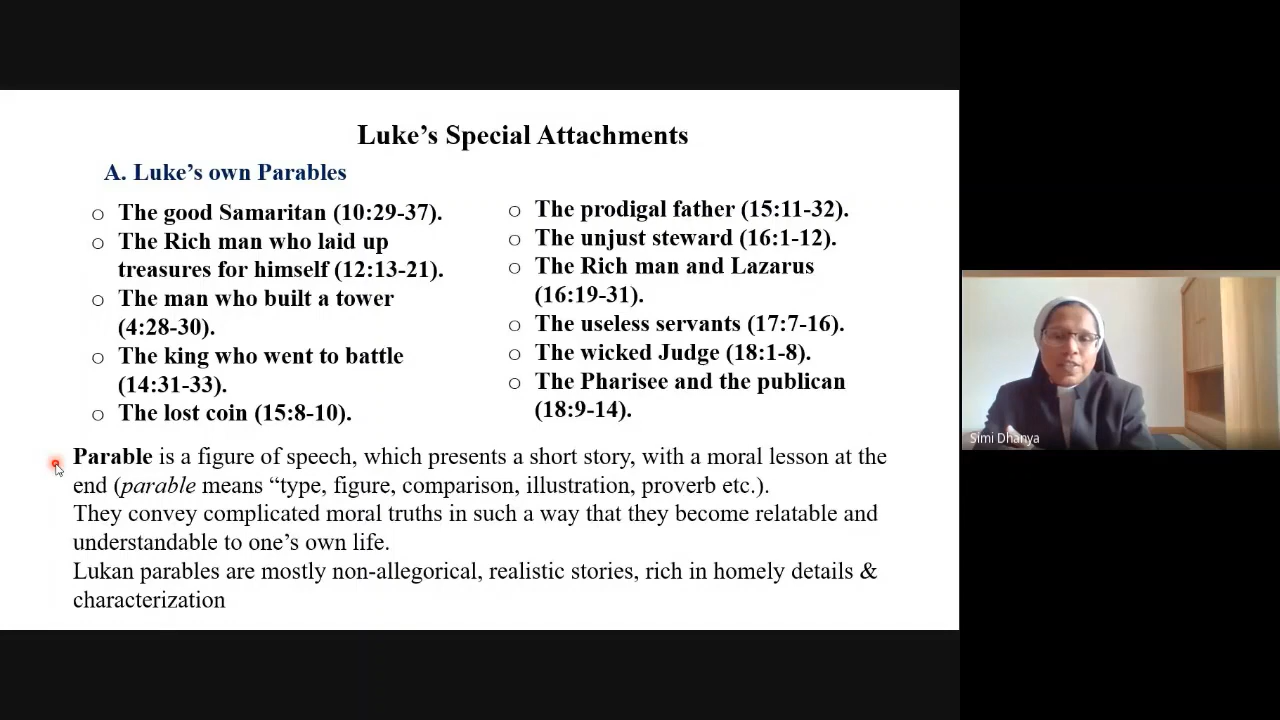 Luke’s Special Attachments
A. Luke’s own Parables
○ The good Samaritan (10:29-37).
○ The Rich man who laid up
treasures for himself (12:13-21).
○ The man who built a tower
(4:28-30).
○ The king who went to battle
(14:31-33).
○ The lost coin (15:8-10).
○ The prodigal father (15:11-32).
○ The unjust steward (16:1-12).
○ The Rich man and Lazarus
(16:19-31).
○ The useless servants (17:7-16).
○ The wicked Judge (18:1-8).
○ The Pharisee and the publican
(18:9-14).
Parable is a figure of speech, which presents a short story, with a moral lesson at the
end (parable means “type, figure, comparison, illustration, proverb etc.).
They convey complicated moral truths in such a way that they become relatable and
understandable to one’s own life.
Lukan parables are mostly non-allegorical, realistic stories, rich in homely details &
characterization
Simi Dhanya